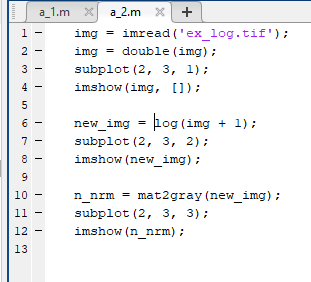 a_1.m a_2.m
1 img = imread('ex_log.tif');
2 img = double(img);
3 subplot(2, 3, 1);
4 imshow(img, []);
5
6 new_img = log(img + 1);
7 subplot(2, 3, 2);
8 imshow(new_img);
9
10 n_nrm = mat2gray(new_img);
11 subplot(2, 3, 3);
12 imshow(n_nrm);
13